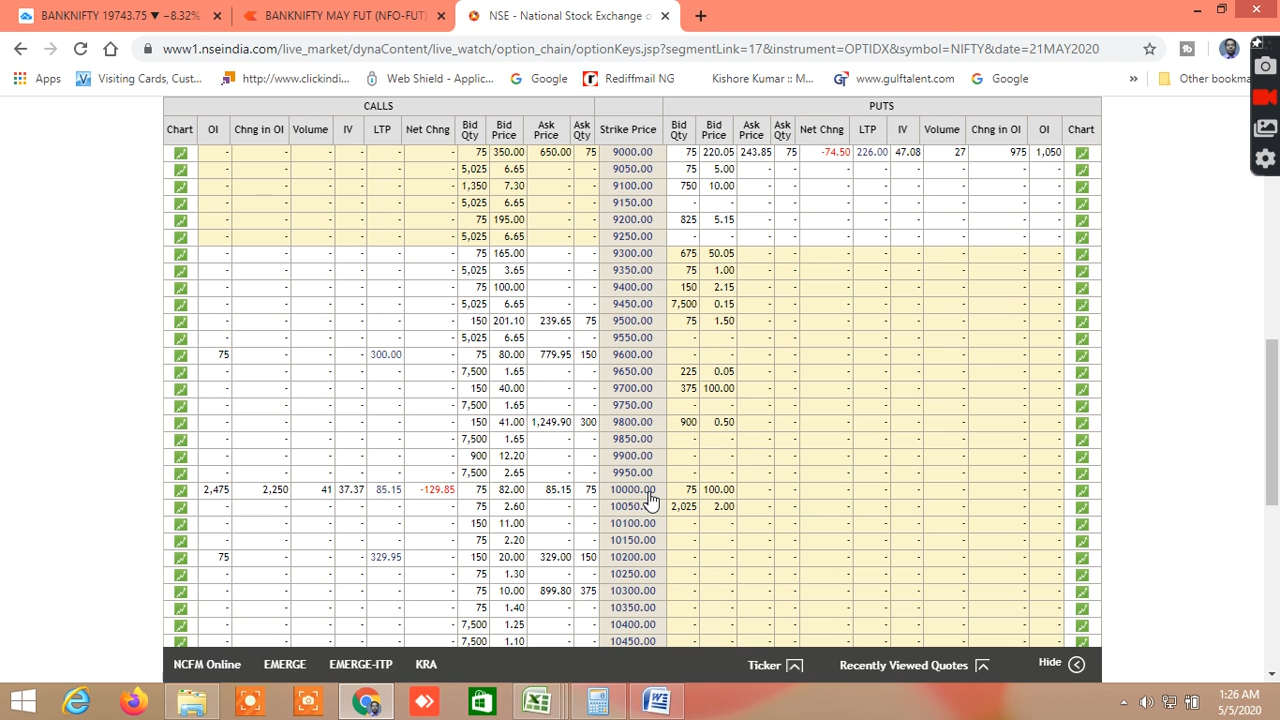 BANKNIFTY 19743.75 ▼ −8.32% × BANKNIFTY MAY FUT (NFO-FUT) × NSE - National Stock Exchange o × +
www1.nseindia.com/live_market/dynaContent/live_watch/option_chain/optionKeys.jsp?segmentLink=17&instrument=OPTIDX&symbol=NIFTY&date=21MAY2020
Apps Visiting Cards, Cust... http://www.clickindi... Web Shield - Applic... Google Rediffmail NG Kishore Kumar :: M... www.gulftalent.com Google » Other bookma
CALLS PUTS
Chart OI Chng in OI Volume IV LTP Net Chng Bid Qty Bid Price Ask Price Ask Qty Strike Price Bid Qty Bid Price Ask Price Ask Qty Net Chng LTP IV Volume Chng in OI OI Chart
- - - - - - 75 350.00 650.00 75 9000.00 75 220.05 243.85 75 -74.50 226.00 47.08 27 975 1,050
- - - - - - 5,025 6.65 - - 9050.00 75 5.00 - - - - - - - -
- - - - - - 1,350 7.30 - - 9100.00 750 10.00 - - - - - - - -
- - - - - - 5,025 6.65 - - 9150.00 - - - - - - - - - -
- - - - - - 75 195.00 - - 9200.00 825 5.15 - - - - - - - -
- - - - - - 5,025 6.65 - - 9250.00 - - - - - - - - - -
- - - - - - 75 165.00 - - 9300.00 675 50.05 - - - - - - - -
- - - - - - 5,025 3.65 - - 9350.00 75 1.00 - - - - - - - -
- - - - - - 75 100.00 - - 9400.00 150 2.15 - - - - - - - -
- - - - - - 5,025 6.65 - - 9450.00 7,500 0.15 - - - - - - - -
- - - - - - 150 201.10 239.65 75 9500.00 75 1.50 - - - - - - - -
- - - - - - 5,025 6.65 - - 9550.00 - - - - - - - - - -
75 - - - 300.00 - 75 80.00 779.95 150 9600.00 - - - - - - - - - -
- - - - - - 7,500 1.65 - - 9650.00 225 0.05 - - - - - - - -
- - - - - - 150 40.00 - - 9700.00 375 100.00 - - - - - - - -
- - - - - - 7,500 1.65 - - 9750.00 - - - - - - - - - -
- - - - - - 150 41.00 1,249.90 300 9800.00 900 0.50 - - - - - - - -
- - - - - - 7,500 1.65 - - 9850.00 - - - - - - - - - -
- - - - - - 900 12.20 - - 9900.00 - - - - - - - - - -
- - - - - - 7,500 2.65 - - 9950.00 - - - - - - - - - -
2,475 2,250 41 37.37 85.15 -129.85 75 82.00 85.15 75 10000.00 75 100.00 - - - - - - - -
- - - - - - 75 2.60 - - 10050.00 2,025 2.00 - - - - - - - -
- - - - - - 150 11.00 - - 10100.00 - - - - - - - - - -
- - - - - - 75 2.20 - - 10150.00 - - - - - - - - - -
75 - - - 329.95 - 150 20.00 329.00 150 10200.00 - - - - - - - - - -
- - - - - - 75 1.30 - - 10250.00 - - - - - - - - - -
- - - - - - 75 10.00 899.80 375 10300.00 - - - - - - - - - -
- - - - - - 75 1.40 - - 10350.00 - - - - - - - - - -
- - - - - - 7,500 1.25 - - 10400.00 - - - - - - - - - -
- - - - - - 7,500 1.10 - - 10450.00 - - - - - - - - - -
NCFM Online EMERGE EMERGE-ITP KRA Ticker Recently Viewed Quotes Hide
1:26 AM
5/5/2020